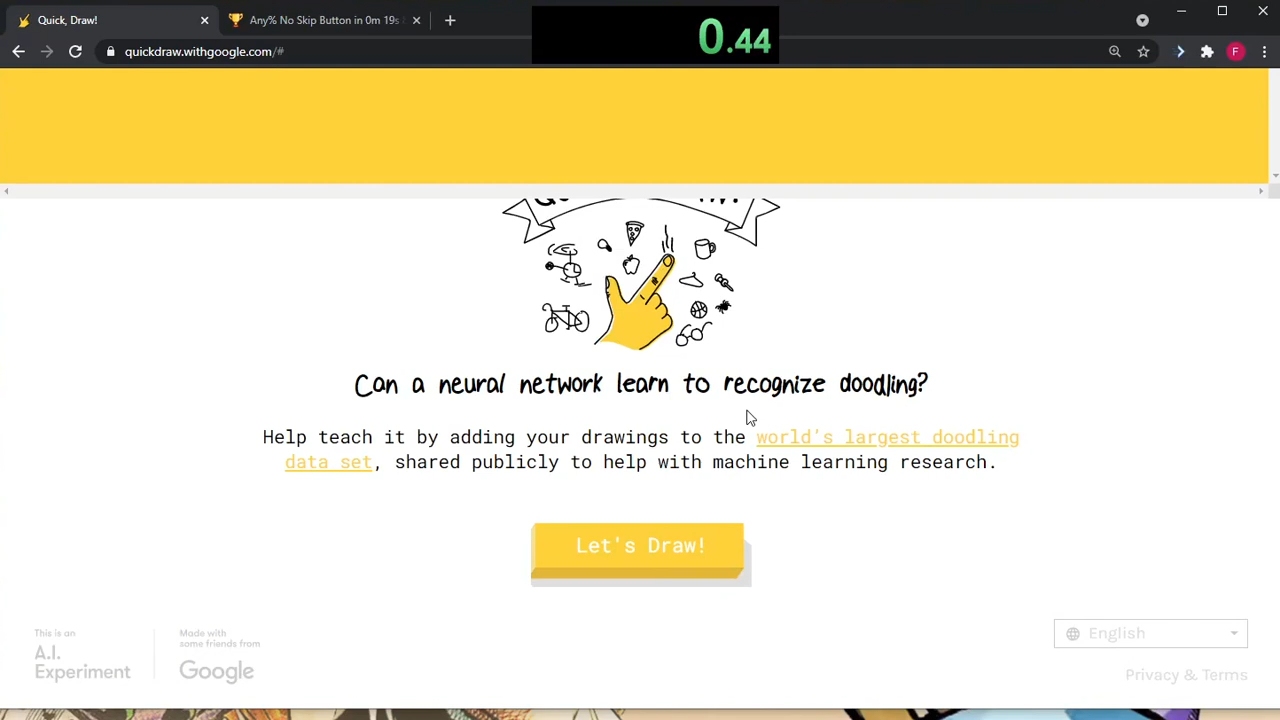 Quick, Draw!
Any% No Skip Button in 0m 19s
0.44
quickdraw.withgoogle.com/#
F
Can a neural network learn to recognize doodling?
Help teach it by adding your drawings to the world's largest doodling
data set, shared publicly to help with machine learning research.
Let's Draw!
This is an
A.I.
Experiment
Made with
some friends from
Google
English
Privacy & Terms